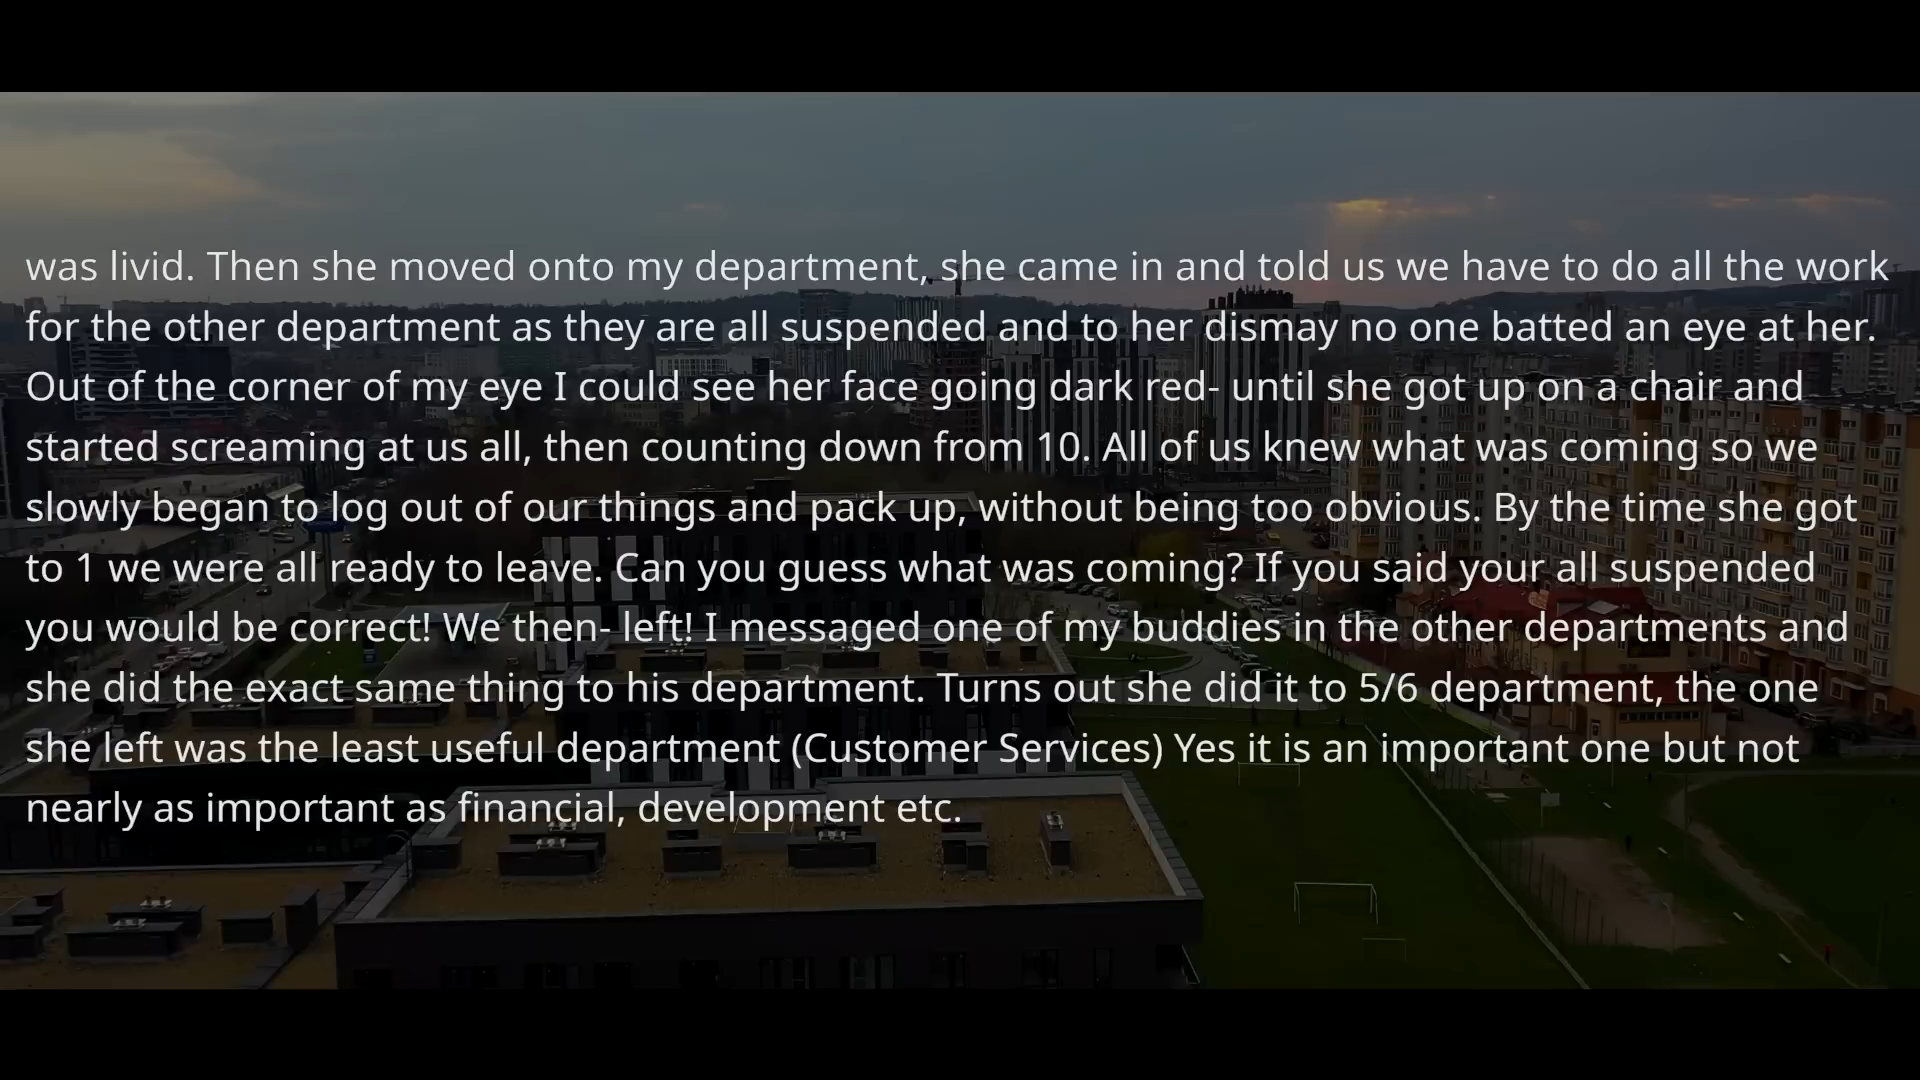 was livid. Then she moved onto my department, she came in and told us we have to do all the work
for the other department as they are all suspended and to her dismay no one batted an eye at her.
Out of the corner of my eye I could see her face going dark red- until she got up on a chair and
started screaming at us all, then counting down from 10. All of us knew what was coming so we
slowly began to log out of our things and pack up, without being too obvious. By the time she got
to 1 we were all ready to leave. Can you guess what was coming? If you said your all suspended
you would be correct! We then- left! I messaged one of my buddies in the other departments and
she did the exact same thing to his department. Turns out she did it to 5/6 department, the one
she left was the least useful department (Customer Services) Yes it is an important one but not
nearly as important as financial, development etc.